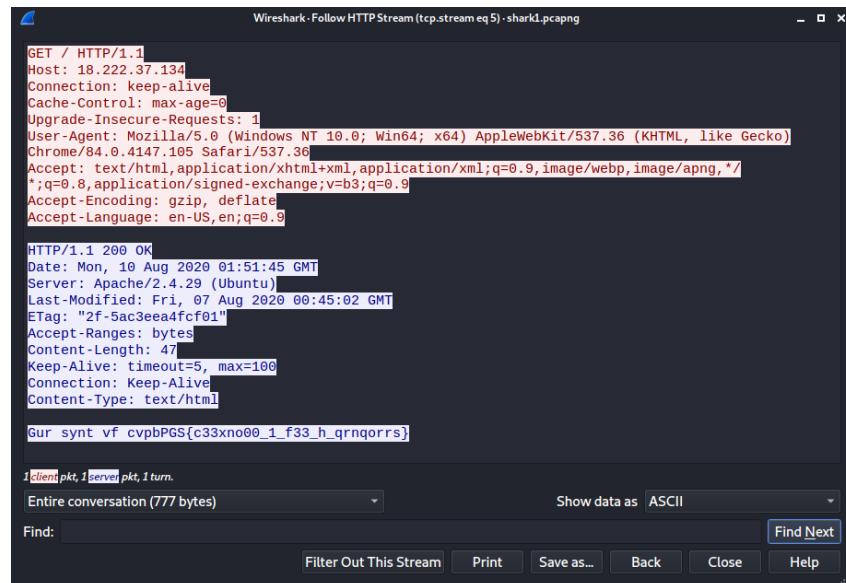 Wireshark · Follow HTTP Stream (tcp.stream eq 5) · shark1.pcapng
GET / HTTP/1.1
Host: 18.222.37.134
Connection: keep-alive
Cache-Control: max-age=0
Upgrade-Insecure-Requests: 1
User-Agent: Mozilla/5.0 (Windows NT 10.0; Win64; x64) AppleWebKit/537.36 (KHTML, like Gecko)
Chrome/84.0.4147.105 Safari/537.36
Accept: text/html,application/xhtml+xml,application/xml;q=0.9,image/webp,image/apng,*/
*;q=0.8,application/signed-exchange;v=b3;q=0.9
Accept-Encoding: gzip, deflate
Accept-Language: en-US,en;q=0.9
HTTP/1.1 200 OK
Date: Mon, 10 Aug 2020 01:51:45 GMT
Server: Apache/2.4.29 (Ubuntu)
Last-Modified: Fri, 07 Aug 2020 00:45:02 GMT
ETag: "2f-5ac3eea4fcf01"
Accept-Ranges: bytes
Content-Length: 47
Keep-Alive: timeout=5, max=100
Connection: Keep-Alive
Content-Type: text/html
Gur synt vf cvpbPGS{c33xno00_1_f33_h_qrnqorrs}
1 client pkt, 1 server pkt, 1 turn.
Entire conversation (777 bytes) Show data as ASCII
Find: Find Next
Filter Out This Stream Print Save as... Back Close Help